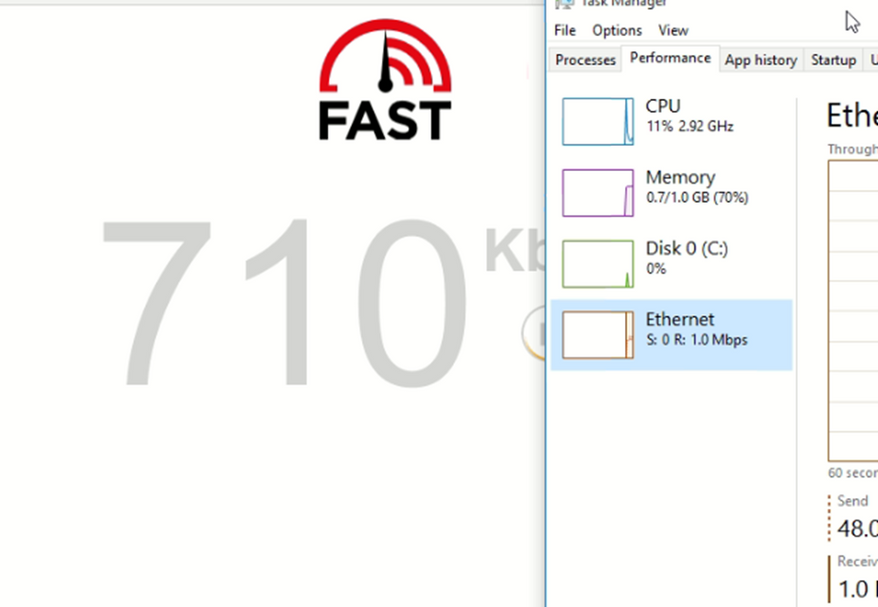 FAST
710 Kb
Task Manager
File Options View
Processes Performance App history Startup U
CPU
11% 2.92 GHz
Memory
0.7/1.0 GB (70%)
Disk 0 (C:)
0%
Ethernet
S: 0 R: 1.0 Mbps
Ethe
Through
60 secon
Send
48.0
Receiv
1.0